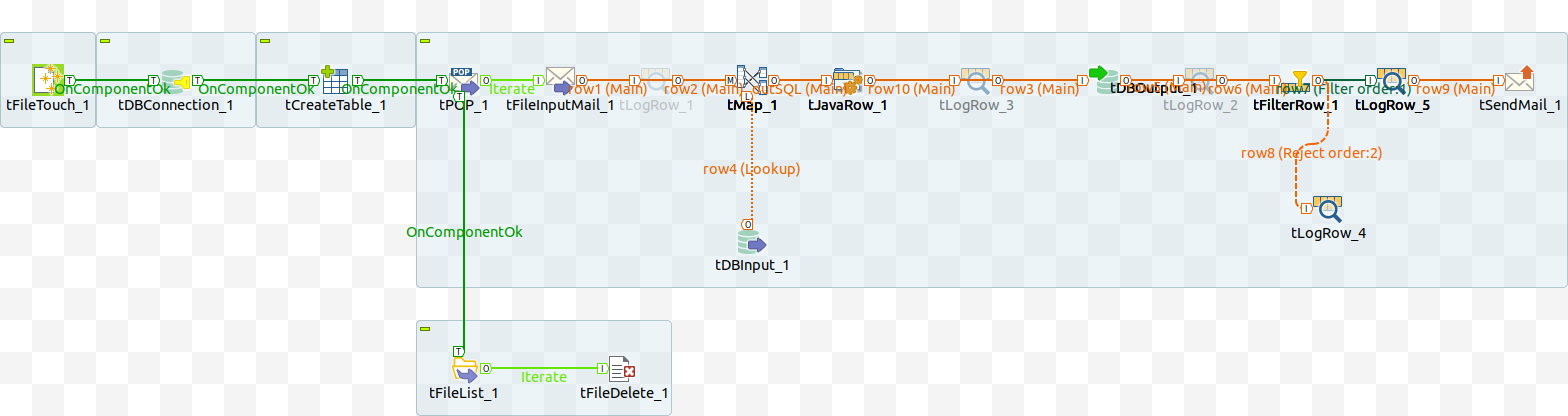 POP
OnComponentOk
OnComponentOk
OnComponentOk
Iterate
row1 (Main)
row2 (Main)
outSQL (Main)
row10 (Main)
row3 (Main)
(Main)
row6 (Main)
row7 (Filter order:1)
row9 (Main)
tFileTouch_1
tDBConnection_1
tCreateTable_1
tPOP_1
tFileInputMail_1
tLogRow_1
tMap_1
tJavaRow_1
tLogRow_3
tDBOutput_1
tLogRow_2
tFilterRow_1
tLogRow_5
tSendMail_1
row8 (Reject order:2)
row4 (Lookup)
OnComponentOk
tLogRow_4
tDBInput_1
Iterate
tFileList_1
tFileDelete_1